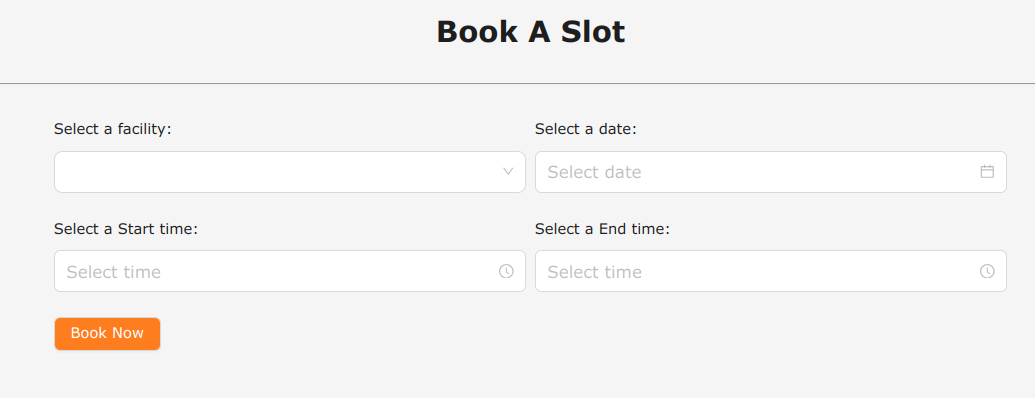 Book A Slot
Select a facility:
Select a date:
Select date
Select a Start time:
Select a End time:
Select time
Select time
Book Now